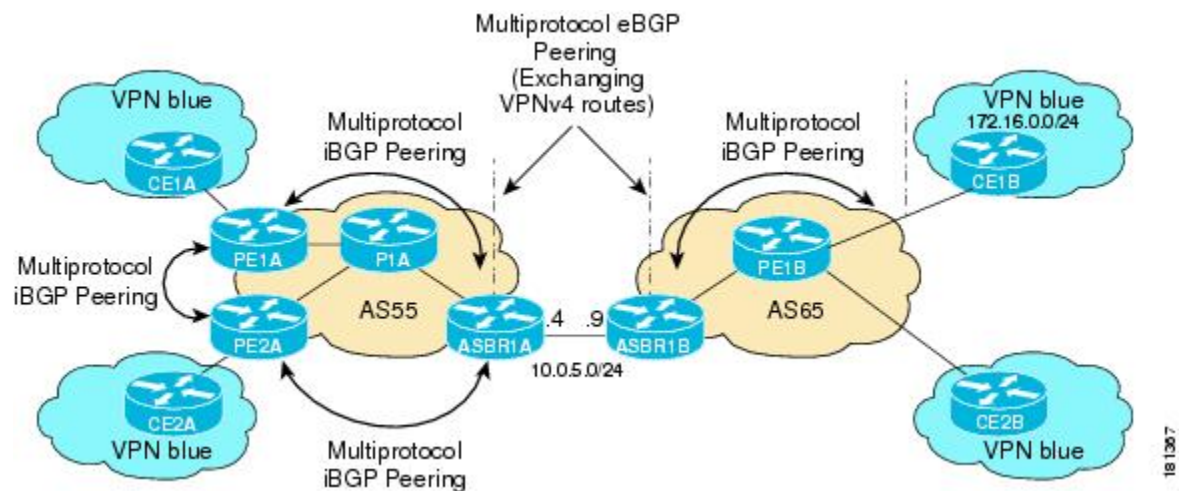 Multiprotocol eBGP
Peering
(Exchanging
VPNv4 routes)
VPN blue
CE1A
Multiprotocol
iBGP Peering
Multiprotocol
iBGP Peering
VPN blue
172.16.0.0/24
CE1B
PE1A
P1A
PE1B
Multiprotocol
iBGP Peering
AS55
AS65
PE2A
ASBR1A
.4
.9
ASBR1B
10.0.5.0/24
CE2A
VPN blue
CE2B
VPN blue
Multiprotocol
iBGP Peering
181367